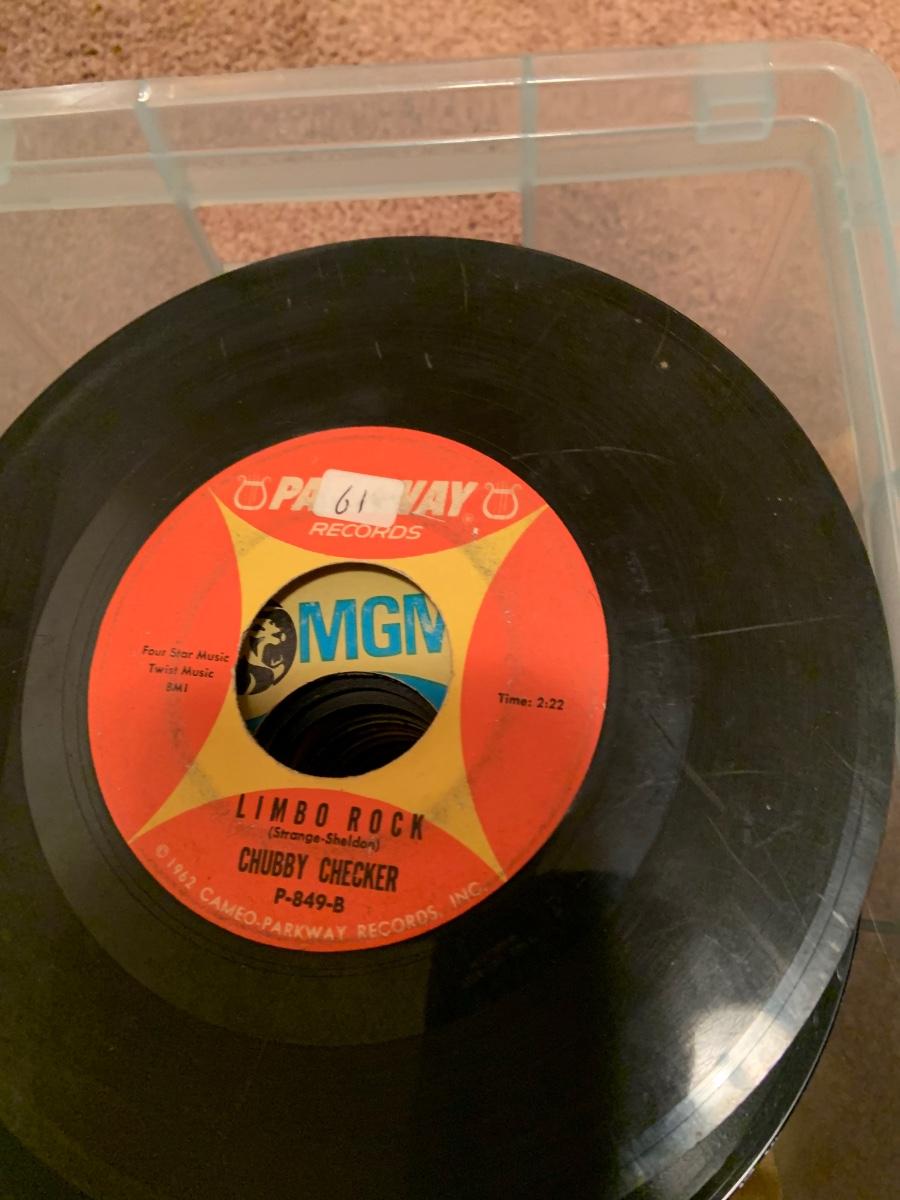 PARKWAY
61
RECORDS
MGM
Four Star Music
Twist Music
BMI
Time: 2:22
LIMBO ROCK
(Strange-Sheldon)
CHUBBY CHECKER
P-849-B
© 1962 CAMEO-PARKWAY RECORDS, INC.